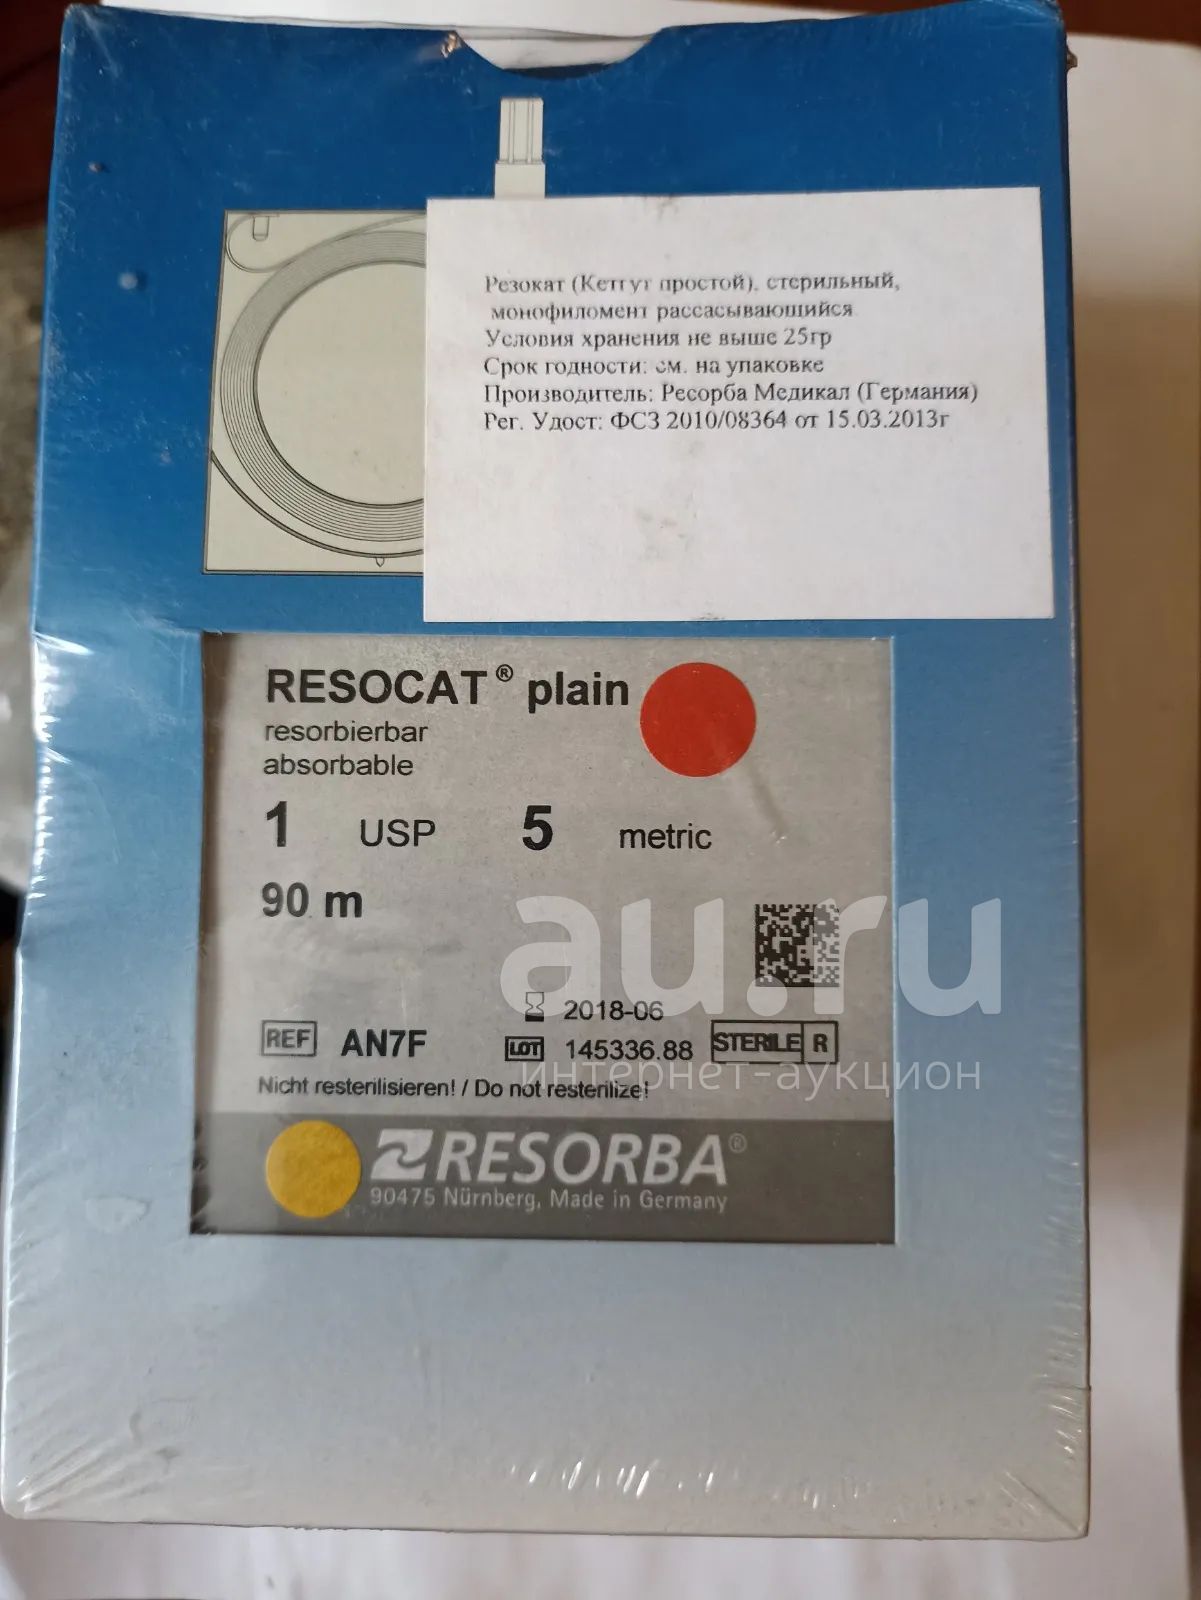 Резокат (Кетгут простой), стерильный,
монофиломент рассасывающийся
Условия хранения не выше 25гр
Срок годности: см. на упаковке
Производитель: Ресорба Медикал (Германия)
Рег. Удост: ФСЗ 2010/08364 от 15.03.2013г
RESOCAT® plain
resorbierbar
absorbable
1 USP 5 metric
90 m
au.ru
2018-06
REF AN7F LOT 145336.88 STERILE R
интернет-аукцион
Nicht resterilisieren! / Do not resterilize!
RESORBA®
90475 Nürnberg, Made in Germany